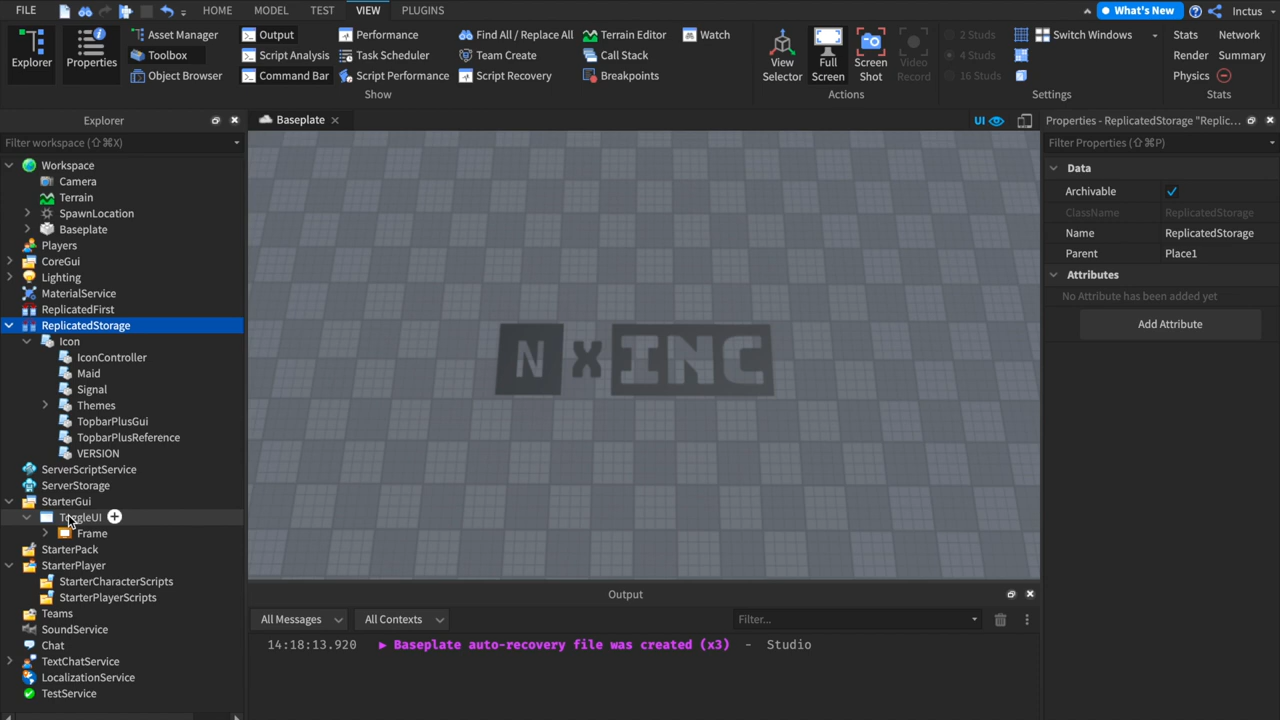 FILE HOME MODEL TEST VIEW PLUGINS What's New Inctus
Explorer
Properties
Asset Manager
Toolbox
Object Browser
Output
Script Analysis
Command Bar
Performance
Task Scheduler
Script Performance
Find All / Replace All
Team Create
Script Recovery
Terrain Editor
Call Stack
Breakpoints
Watch
Show
View
Selector
Full
Screen
Screen
Shot
Video
Record
Actions
2 Studs
4 Studs
16 Studs
Switch Windows
Settings
Stats Network
Render Summary
Physics
Stats
Explorer
Filter workspace (⇧⌘X)
Workspace
Camera
Terrain
SpawnLocation
Baseplate
Players
CoreGui
Lighting
MaterialService
ReplicatedFirst
ReplicatedStorage
Icon
IconController
Maid
Signal
Themes
TopbarPlusGui
TopbarPlusReference
VERSION
ServerScriptService
ServerStorage
StarterGui
ToggleUI
Frame
StarterPack
StarterPlayer
StarterCharacterScripts
StarterPlayerScripts
Teams
SoundService
Chat
TextChatService
LocalizationService
TestService
Baseplate
UI
N X INC
Output
All Messages All Contexts Filter...
14:18:13.920 ▶ Baseplate auto-recovery file was created (x3) - Studio
Properties - ReplicatedStorage "Replic...
Filter Properties (⇧⌘P)
Data
Archivable
ClassName ReplicatedStorage
Name ReplicatedStorage
Parent Place1
Attributes
No Attribute has been added yet
Add Attribute